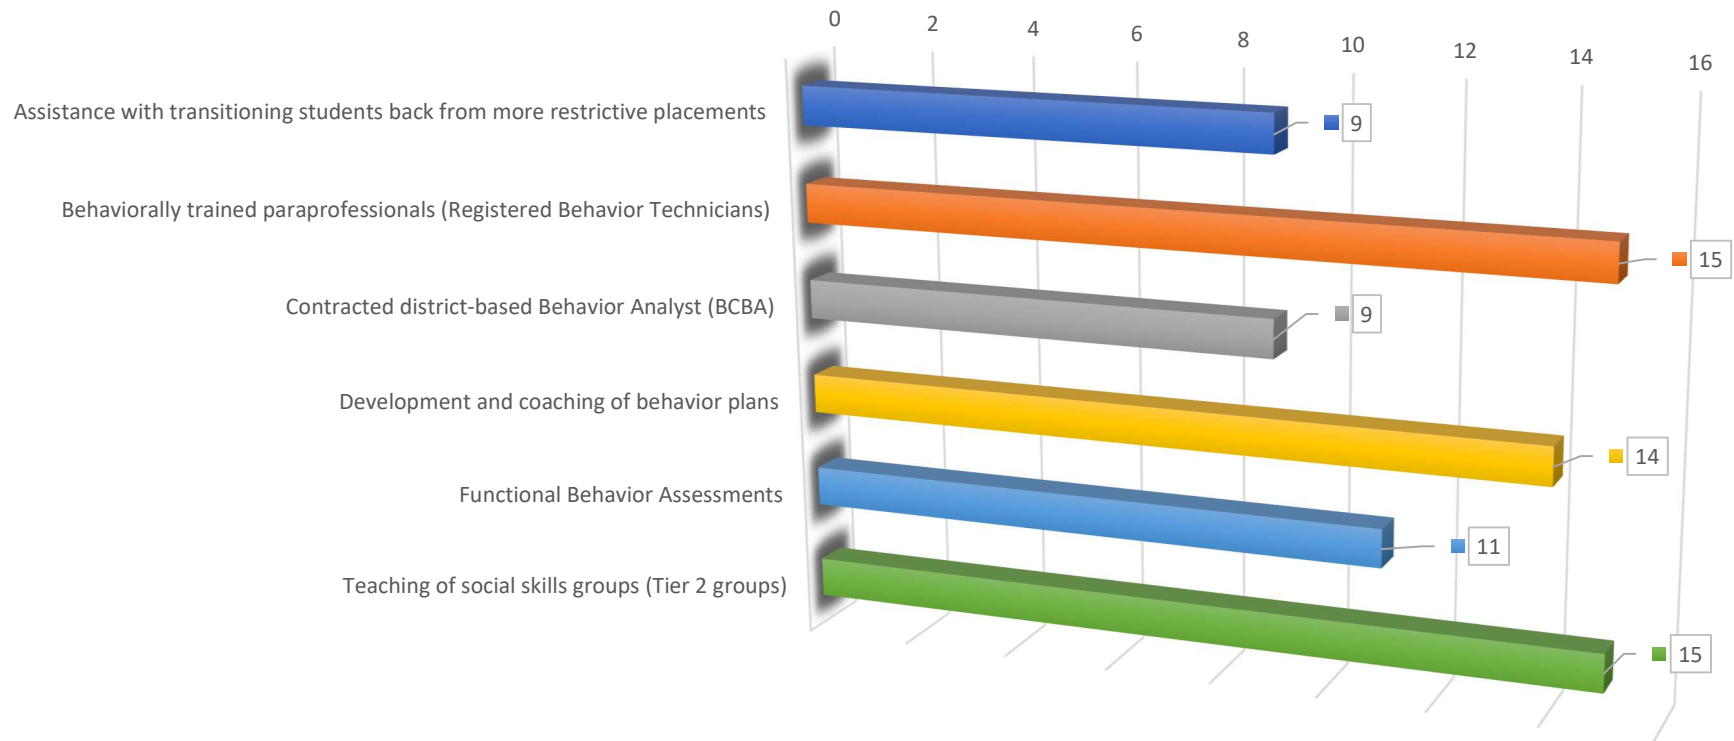 0 2 4 6 8 10 12 14 16
Assistance with transitioning students back from more restrictive placements
9
Behaviorally trained paraprofessionals (Registered Behavior Technicians)
15
Contracted district-based Behavior Analyst (BCBA)
9
Development and coaching of behavior plans
14
Functional Behavior Assessments
11
Teaching of social skills groups (Tier 2 groups)
15